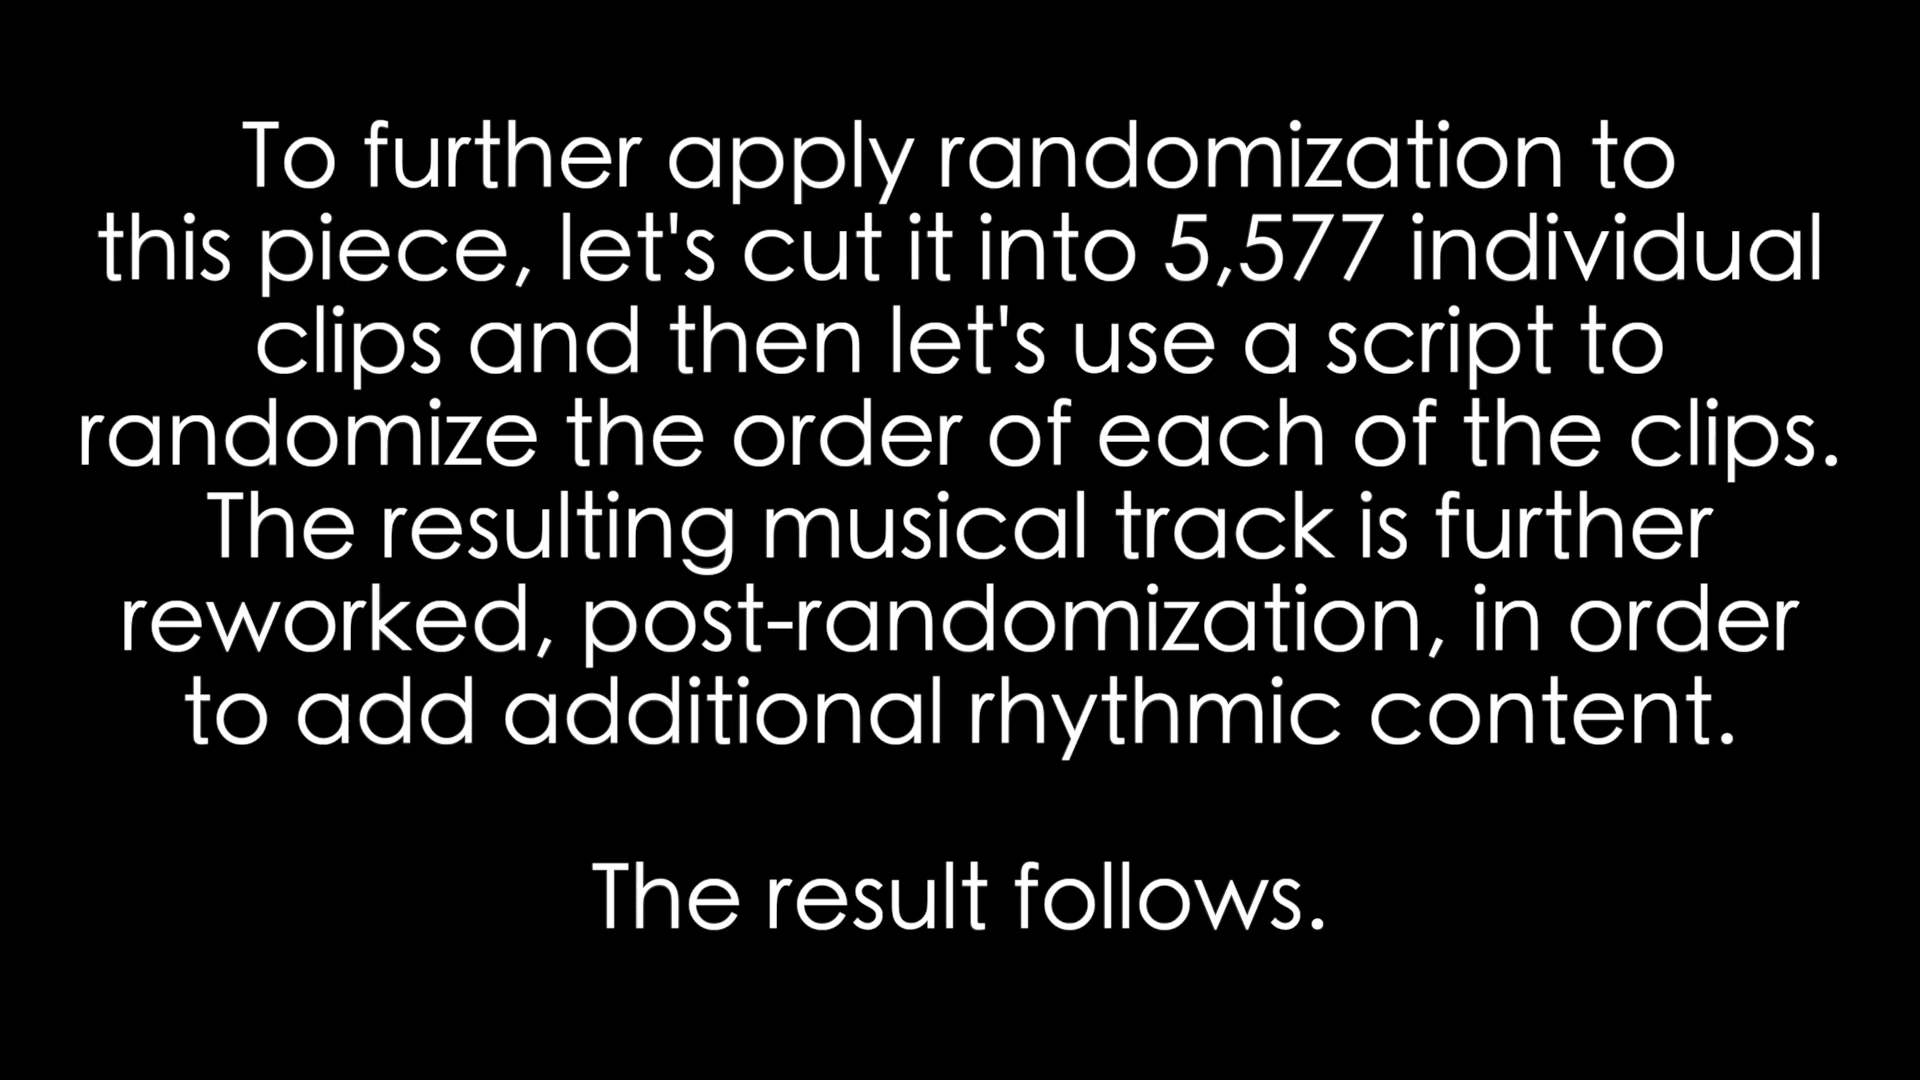 To further apply randomization to
this piece, let's cut it into 5,577 individual
clips and then let's use a script to
randomize the order of each of the clips.
The resulting musical track is further
reworked, post-randomization, in order
to add additional rhythmic content.
The result follows.